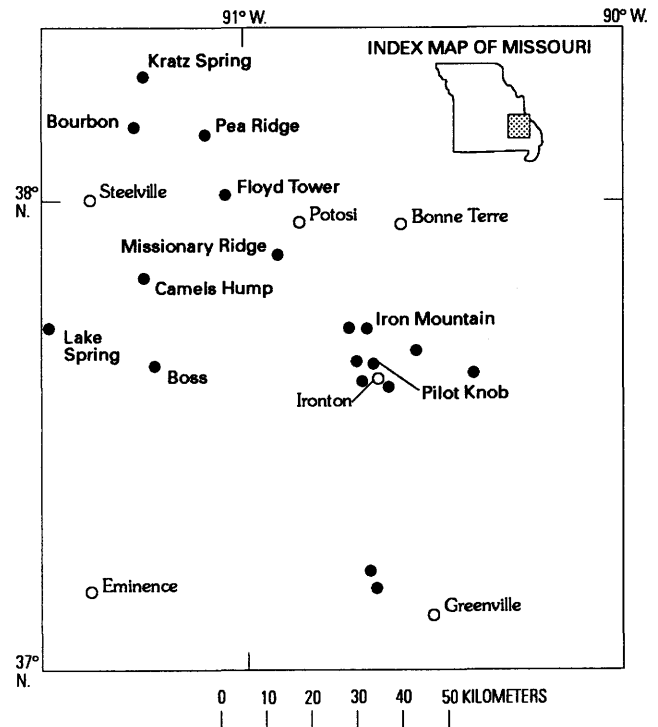 91° W.
90° W.
INDEX MAP OF MISSOURI
Kratz Spring
Bourbon
Pea Ridge
Steelville
Floyd Tower
38°
N.
Potosi
Bonne Terre
Missionary Ridge
Camels Hump
Iron Mountain
Lake
Spring
Boss
Ironton
Pilot Knob
Eminence
Greenville
37°
N.
0 10 20 30 40 50 KILOMETERS